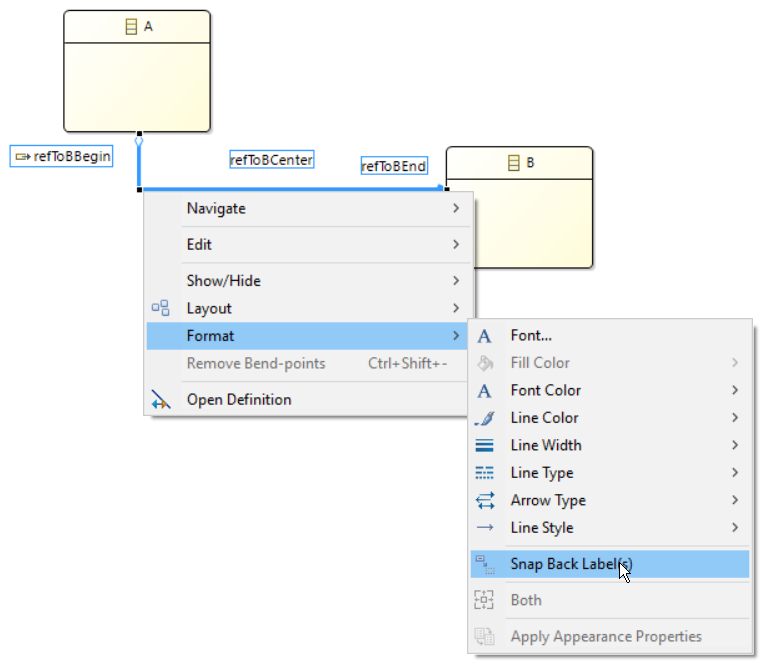 A
refToBBegin
refToBCenter
refToBEnd
B
Navigate
Edit
Show/Hide
Layout
Format
Remove Bend-points Ctrl+Shift+-
Open Definition
Font...
Fill Color
Font Color
Line Color
Line Width
Line Type
Arrow Type
Line Style
Snap Back Label(s)
Both
Apply Appearance Properties